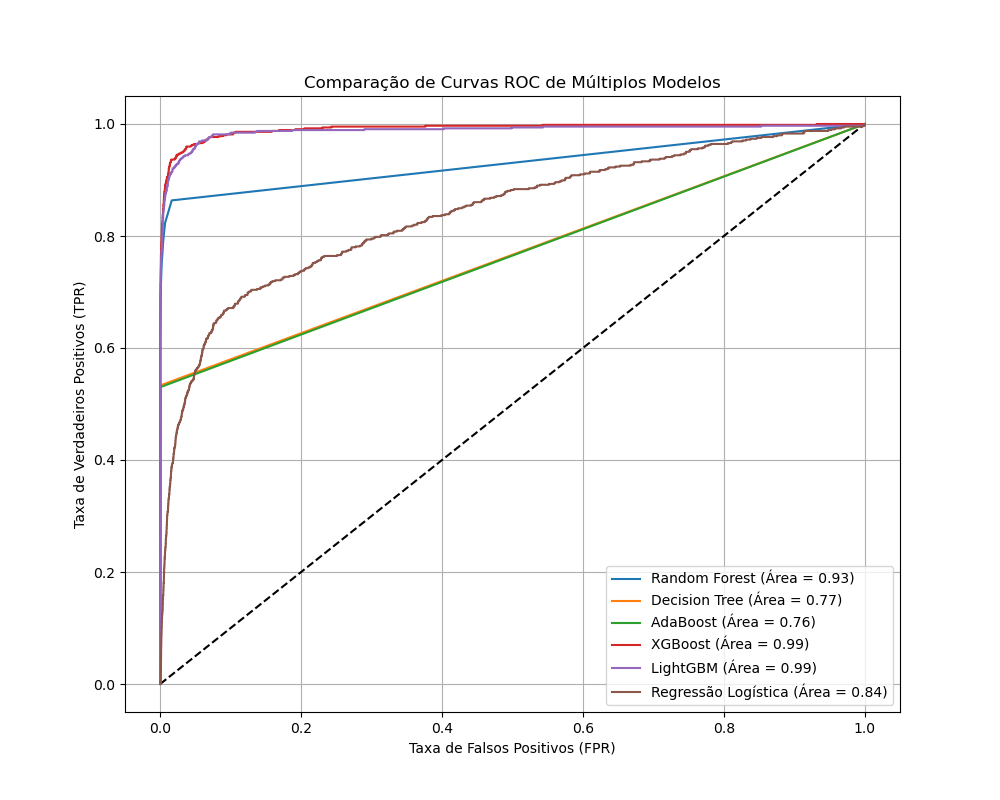 Comparação de Curvas ROC de Múltiplos Modelos
Taxa de Verdadeiros Positivos (TPR)
1.0
0.8
0.6
0.4
0.2
0.0
Random Forest (Área = 0.93)
Decision Tree (Área = 0.77)
AdaBoost (Área = 0.76)
XGBoost (Área = 0.99)
LightGBM (Área = 0.99)
Regressão Logística (Área = 0.84)
0.0 0.2 0.4 0.6 0.8 1.0
Taxa de Falsos Positivos (FPR)